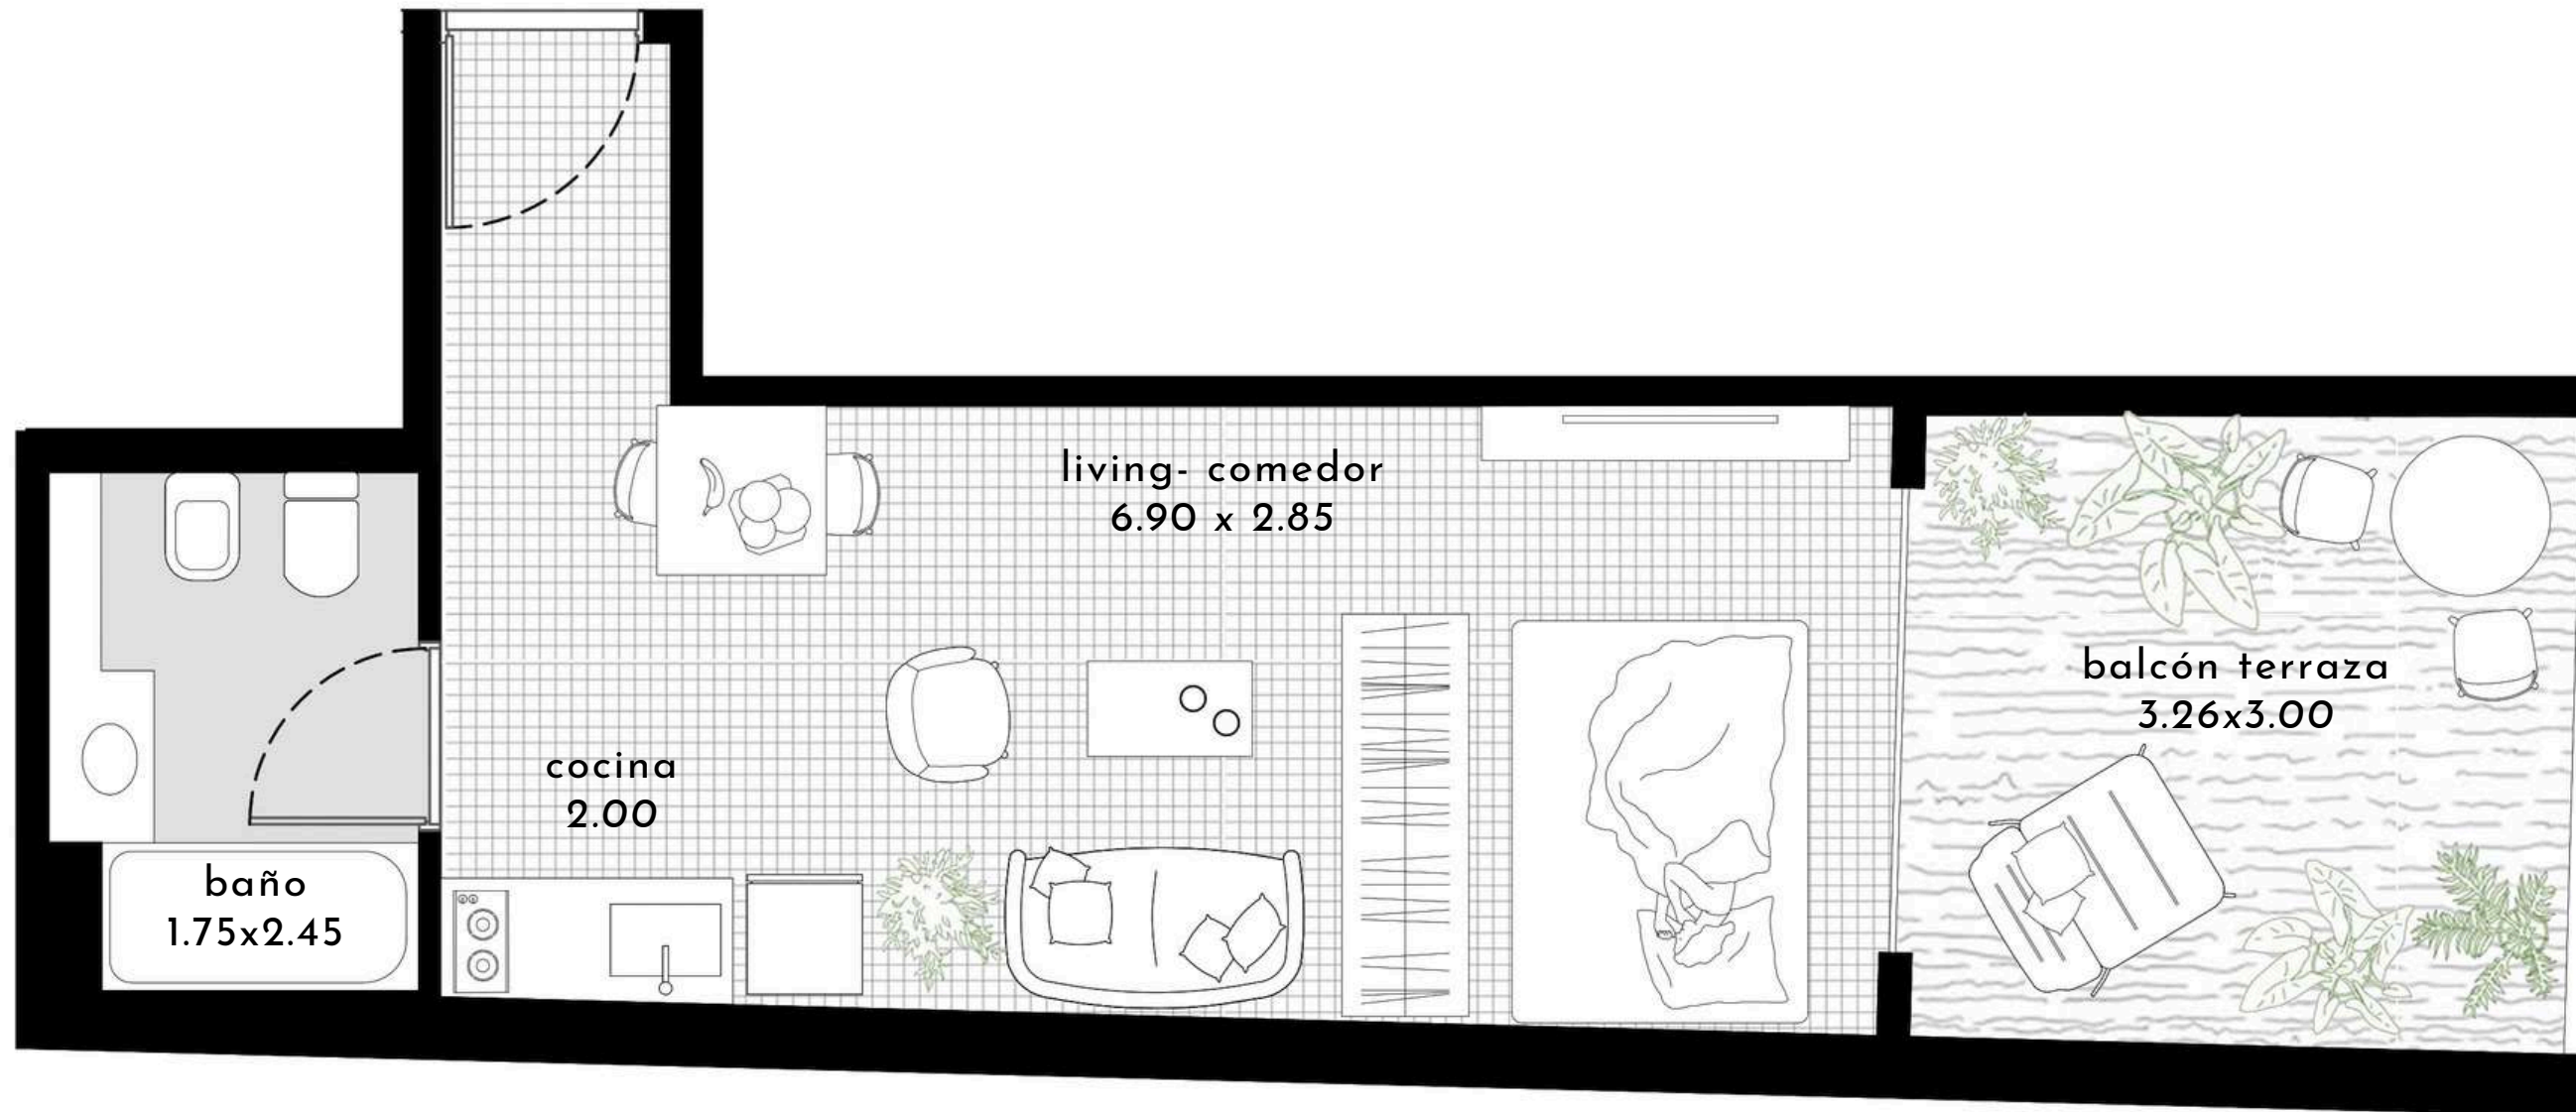 living- comedor
6.90 x 2.85
balcón terraza
3.26x3.00
cocina
2.00
baño
1.75x2.45